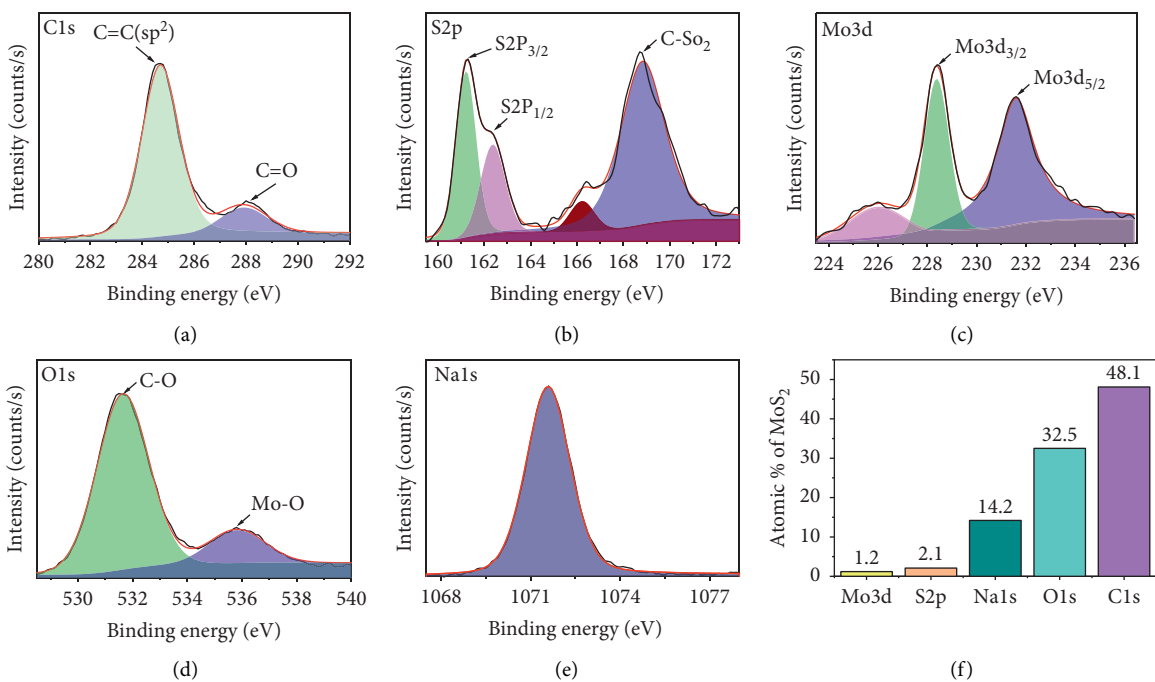 C1s
C=C(sp²)
C=O
Intensity (counts/s)
280 282 284 286 288 290 292
Binding energy (eV)
(a)
S2p
S2P₃/₂
S2P₁/₂
C-So₂
Intensity (counts/s)
160 162 164 166 168 170 172
Binding energy (eV)
(b)
Mo3d
Mo3d₃/₂
Mo3d₅/₂
Intensity (counts/s)
224 226 228 230 232 234 236
Binding energy (eV)
(c)
O1s
C-O
Mo-O
Intensity (counts/s)
530 532 534 536 538 540
Binding energy (eV)
(d)
Na1s
Intensity (counts/s)
1068 1071 1074 1077
Binding energy (eV)
(e)
Atomic % of MoS₂
50
40
30
20
10
0
1.2
2.1
14.2
32.5
48.1
Mo3d S2p Na1s O1s C1s
(f)